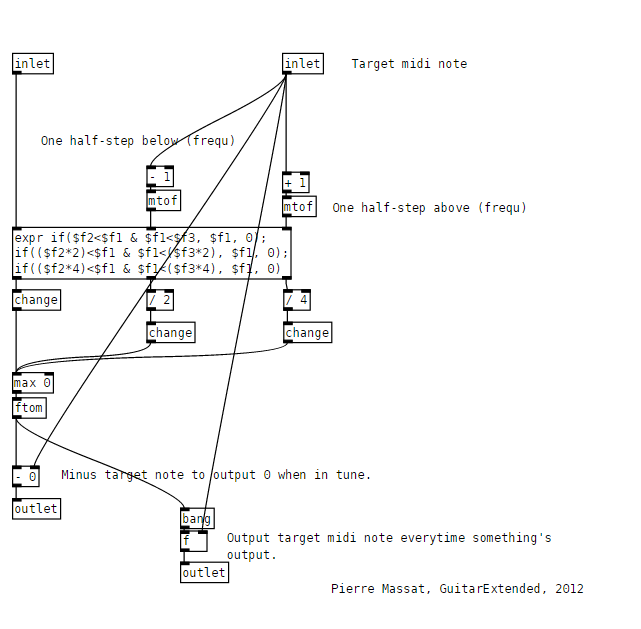 inlet
inlet
Target midi note
One half-step below (frequ)
- 1
+ 1
mtof
mtof
One half-step above (frequ)
expr if($f2<$f1 & $f1<$f3, $f1, 0);
if(($f2*2)<$f1 & $f1<($f3*2), $f1, 0);
if(($f2*4)<$f1 & $f1<($f3*4), $f1, 0)
change
/ 2
/ 4
change
change
max 0
ftom
- 0
Minus target note to output 0 when in tune.
outlet
bang
f
Output target midi note everytime something's
output.
outlet
Pierre Massat, GuitarExtended, 2012